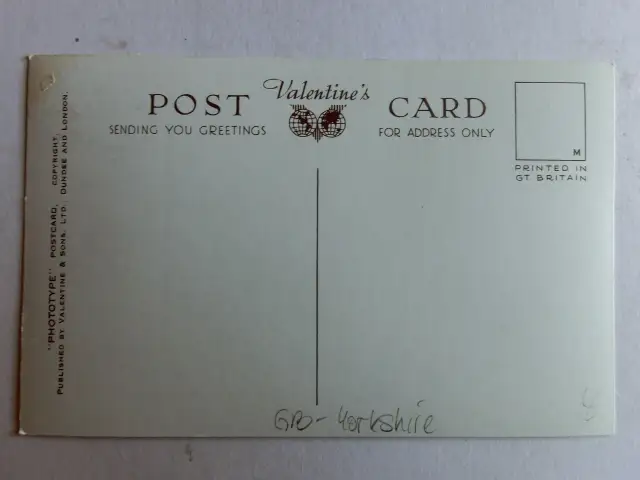 Valentine's
POST CARD
SENDING YOU GREETINGS FOR ADDRESS ONLY
M
PRINTED IN
GT BRITAIN
"PHOTOTYPE" POSTCARD. COPYRIGHT.
PUBLISHED BY VALENTINE & SONS. LTD. DUNDEE AND LONDON.
GB - Yorkshire